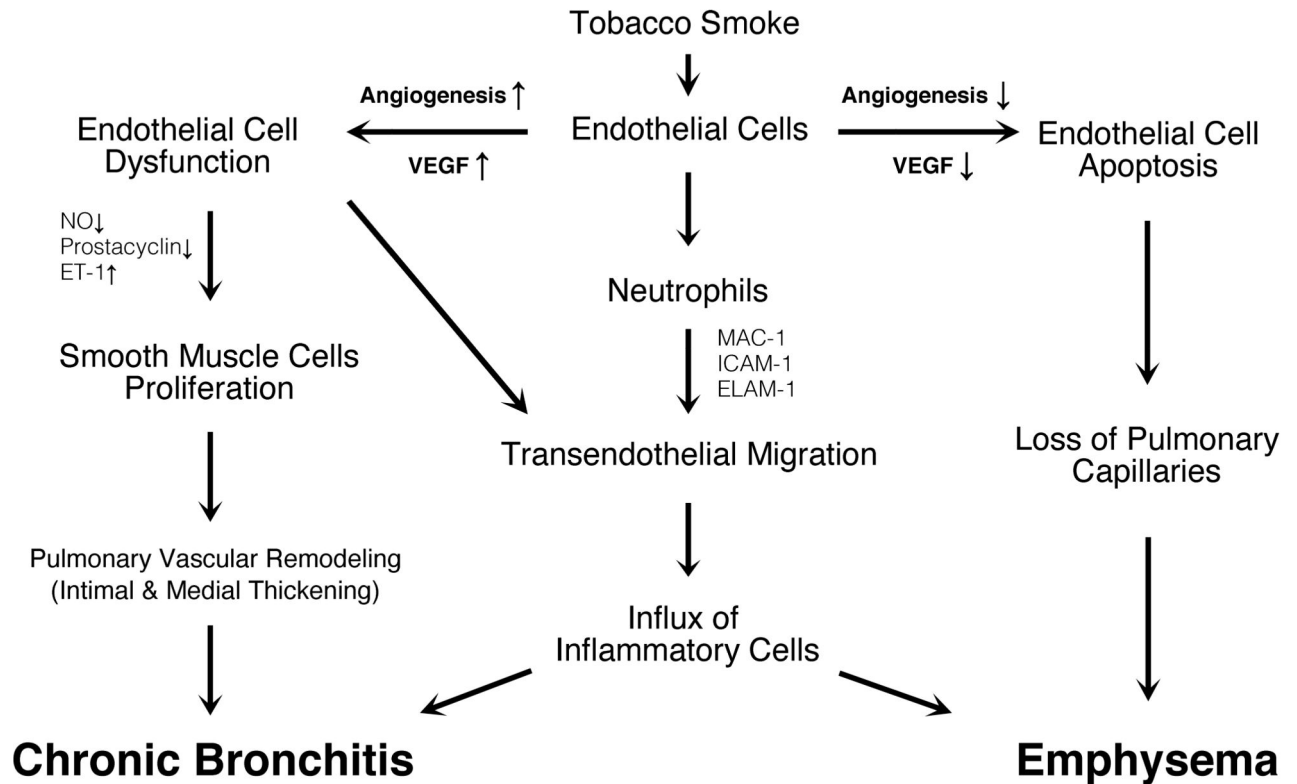 Tobacco Smoke
Angiogenesis ↑
Angiogenesis ↓
Endothelial Cell
Dysfunction
Endothelial Cells
Endothelial Cell
Apoptosis
VEGF ↑
VEGF ↓
NO↓
Prostacyclin↓
ET-1↑
Neutrophils
MAC-1
ICAM-1
ELAM-1
Smooth Muscle Cells
Proliferation
Transendothelial Migration
Loss of Pulmonary
Capillaries
Pulmonary Vascular Remodeling
(Intimal & Medial Thickening)
Influx of
Inflammatory Cells
Chronic Bronchitis
Emphysema